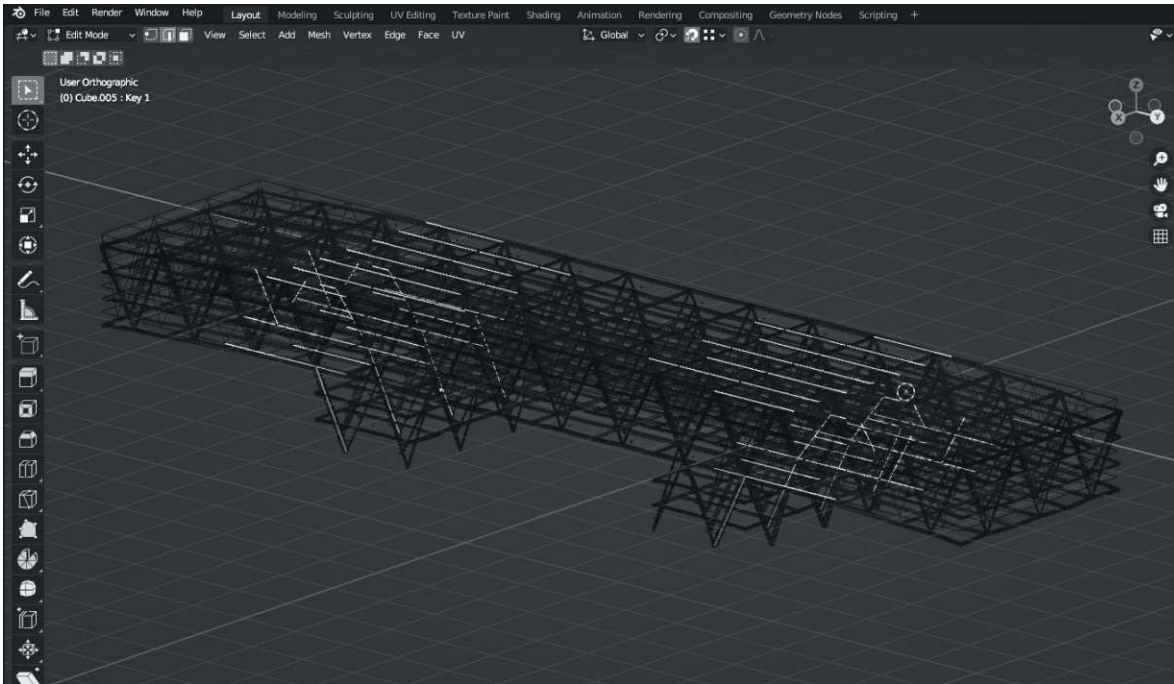 File Edit Render Window Help Layout Modeling Sculpting UV Editing Texture Paint Shading Animation Rendering Compositing Geometry Nodes Scripting +
Edit Mode View Select Add Mesh Vertex Edge Face UV Global
User Orthographic
(0) Cube.005 : Key 1
Z
X Y